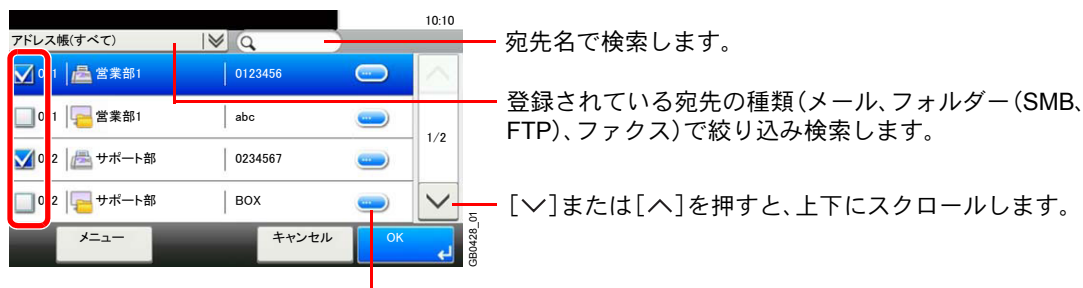 10:10
アドレス帳(すべて)
宛先名で検索します。
001 営業部1 0123456
登録されている宛先の種類(メール、フォルダー(SMB、
FTP)、ファクス)で絞り込み検索します。
営業部1 abc
1/2
サポート部 0234567
サポート部 BOX
[∨]または[∧]を押すと、上下にスクロールします。
メニュー キャンセル OK
GB0428_01